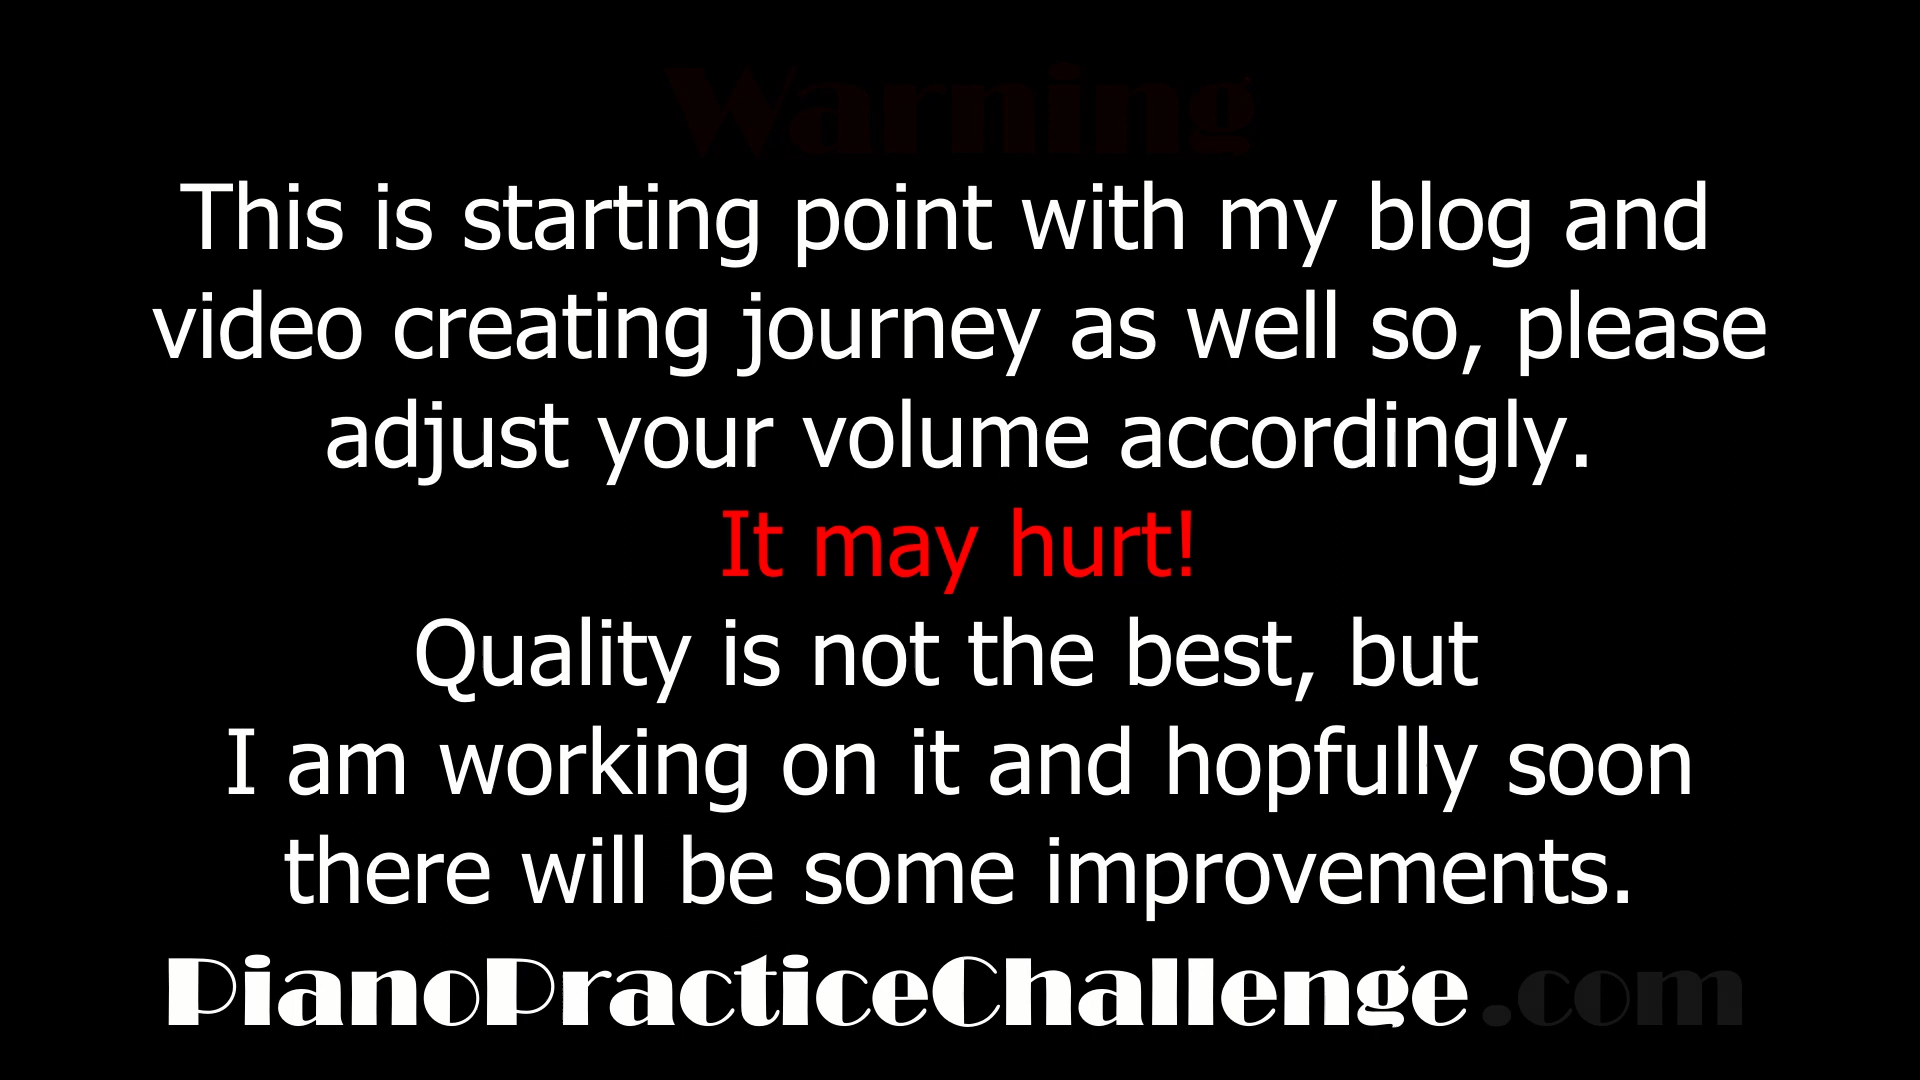 Warning
This is starting point with my blog and
video creating journey as well so, please
adjust your volume accordingly.
It may hurt!
Quality is not the best, but
I am working on it and hopfully soon
there will be some improvements.
PianoPracticeChallenge.com